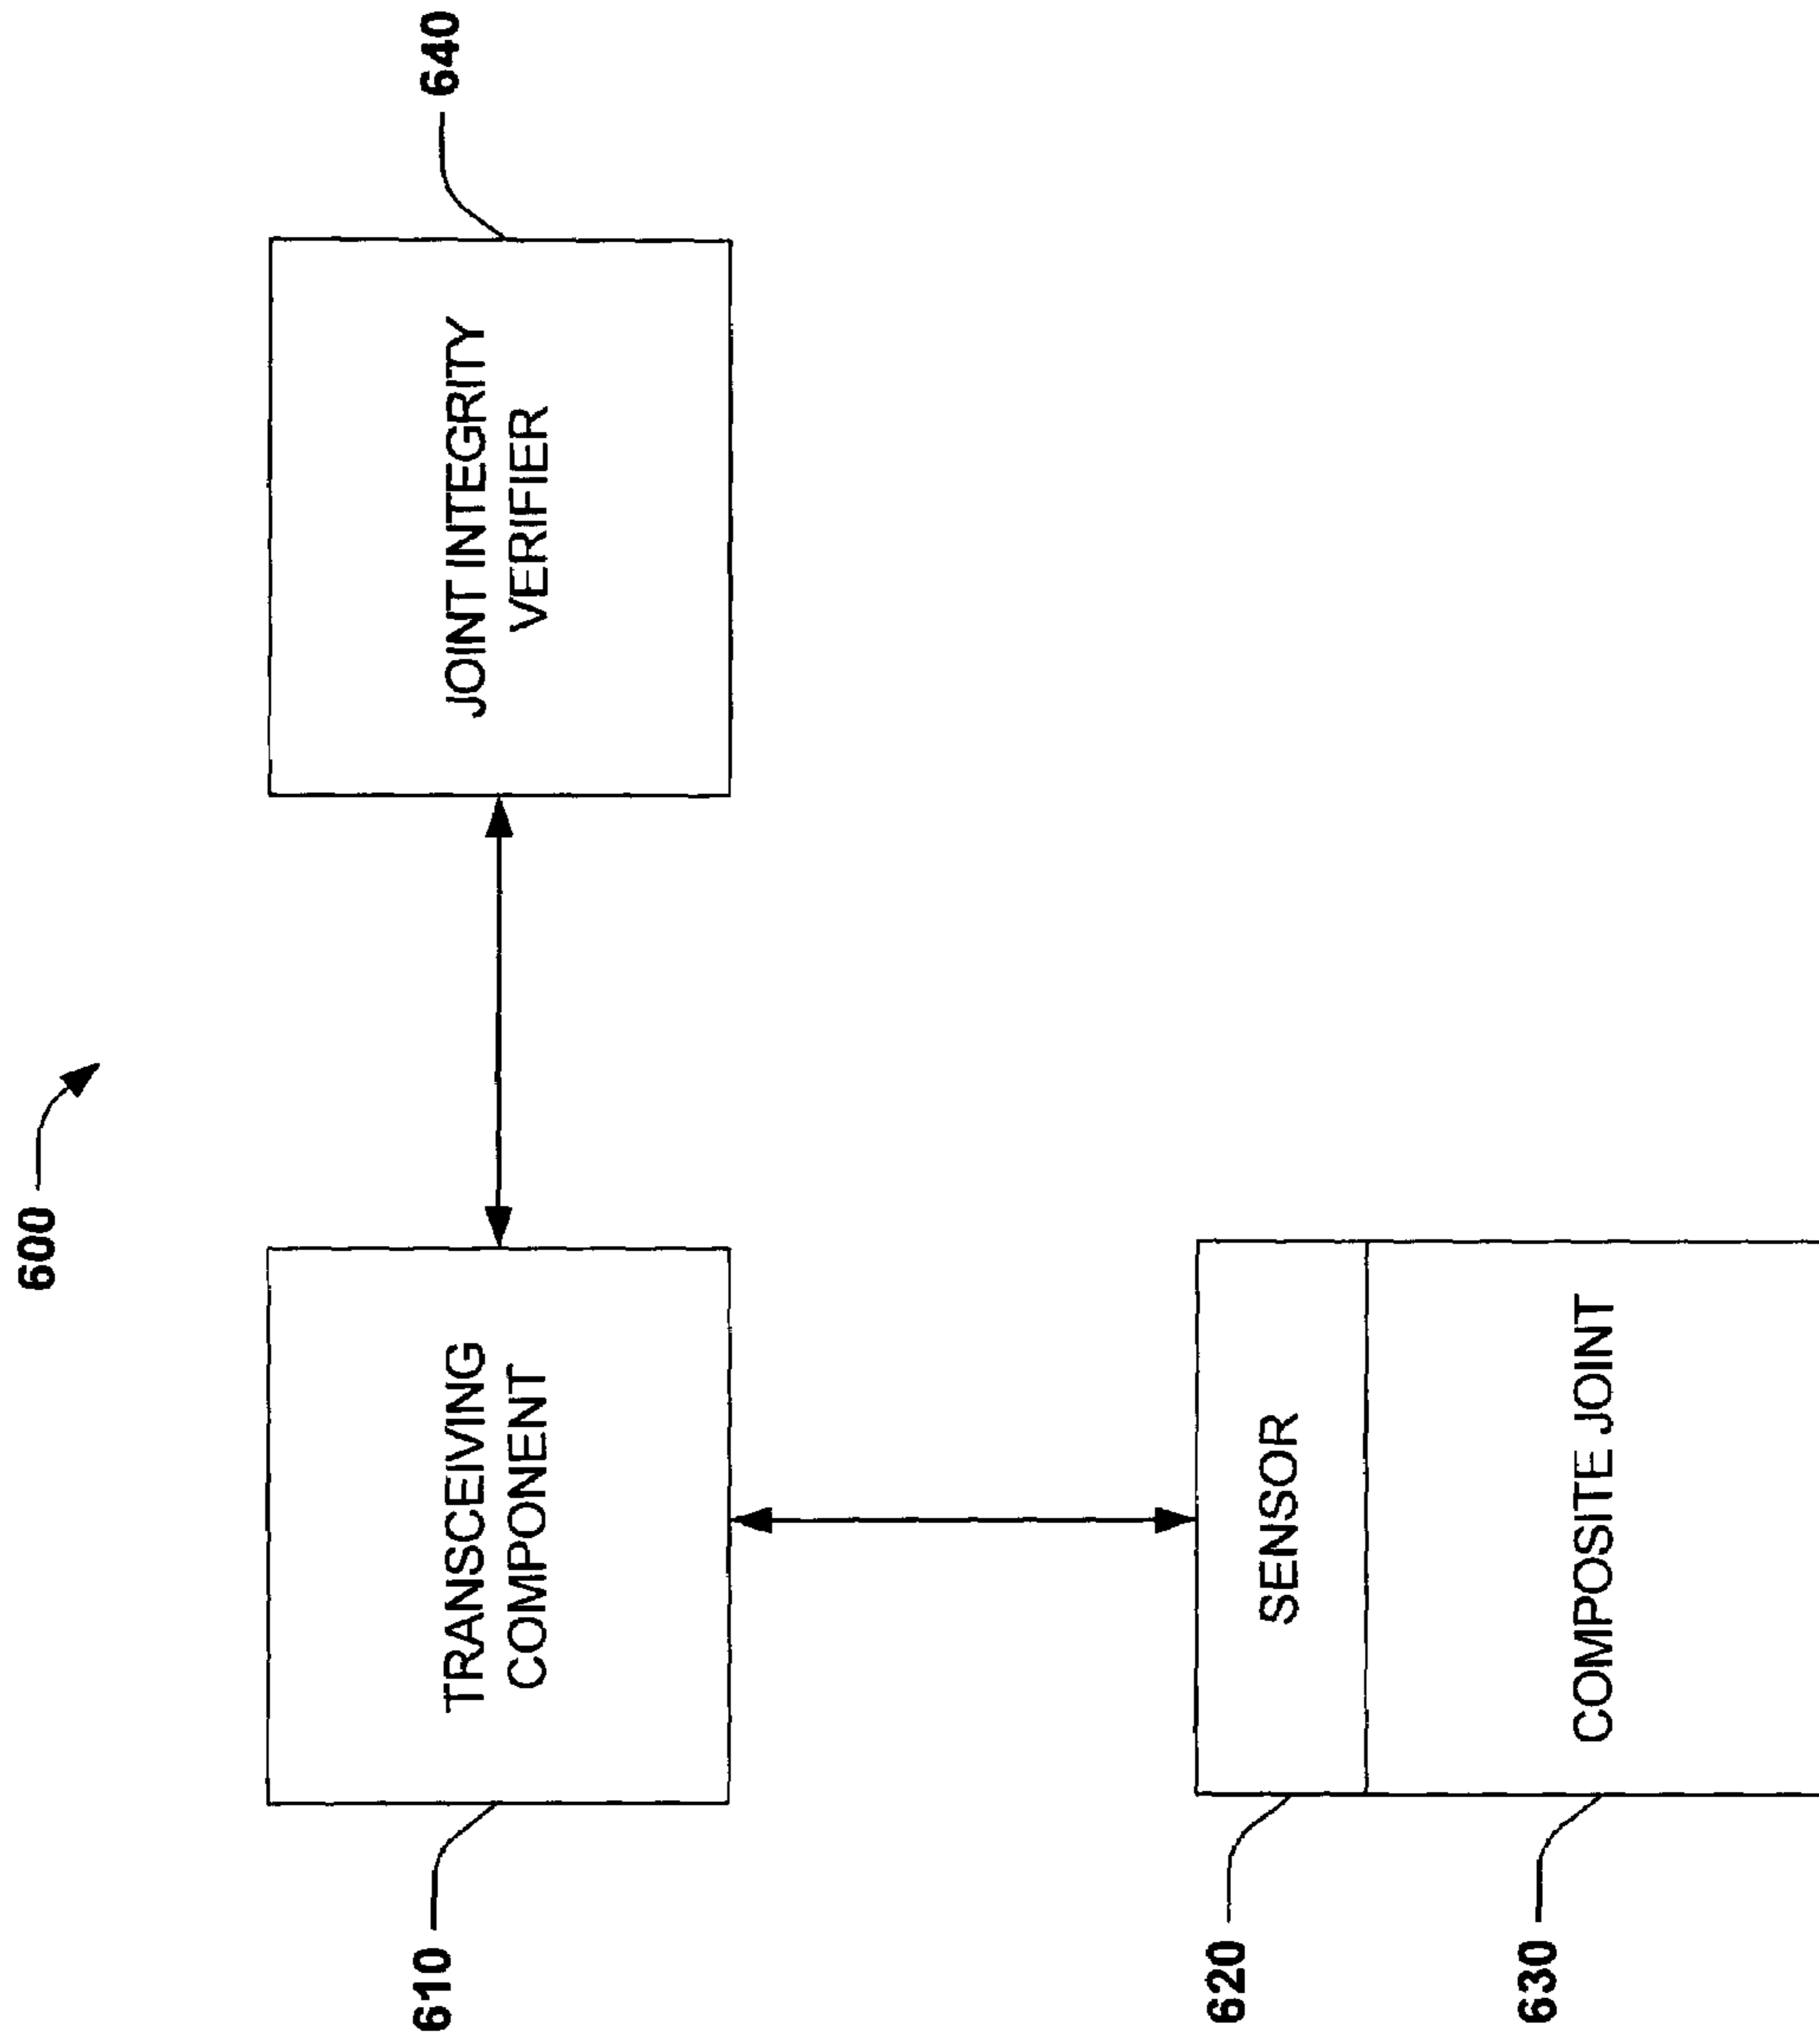 600
610
TRANSCEIVING
COMPONENT
JOINT INTEGRITY
VERIFIER
640
620
SENSOR
630
COMPOSITE JOINT